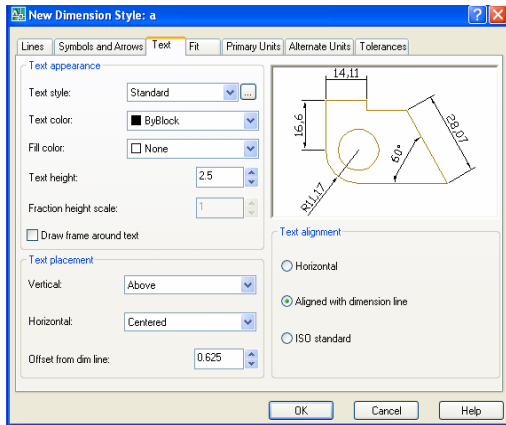 New Dimension Style: a
Lines
Symbols and Arrows
Text
Fit
Primary Units
Alternate Units
Tolerances
Text appearance
Text style:
Standard
...
Text color:
ByBlock
Fill color:
None
Text height:
2.5
Fraction height scale:
1
Draw frame around text
Text placement
Vertical:
Above
Horizontal:
Centered
Offset from dim line:
0.625
14,11
16,6
28,07
60°
R11,17
Text alignment
Horizontal
Aligned with dimension line
ISO standard
OK
Cancel
Help